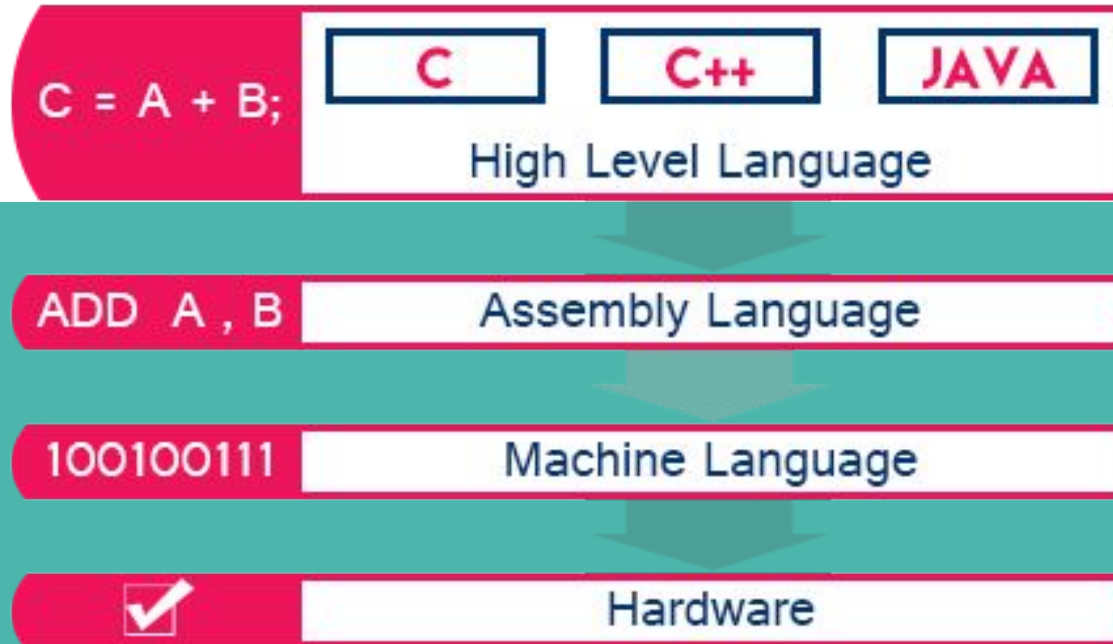 C = A + B;
C C++ JAVA
High Level Language
ADD A , B
Assembly Language
100100111
Machine Language
Hardware